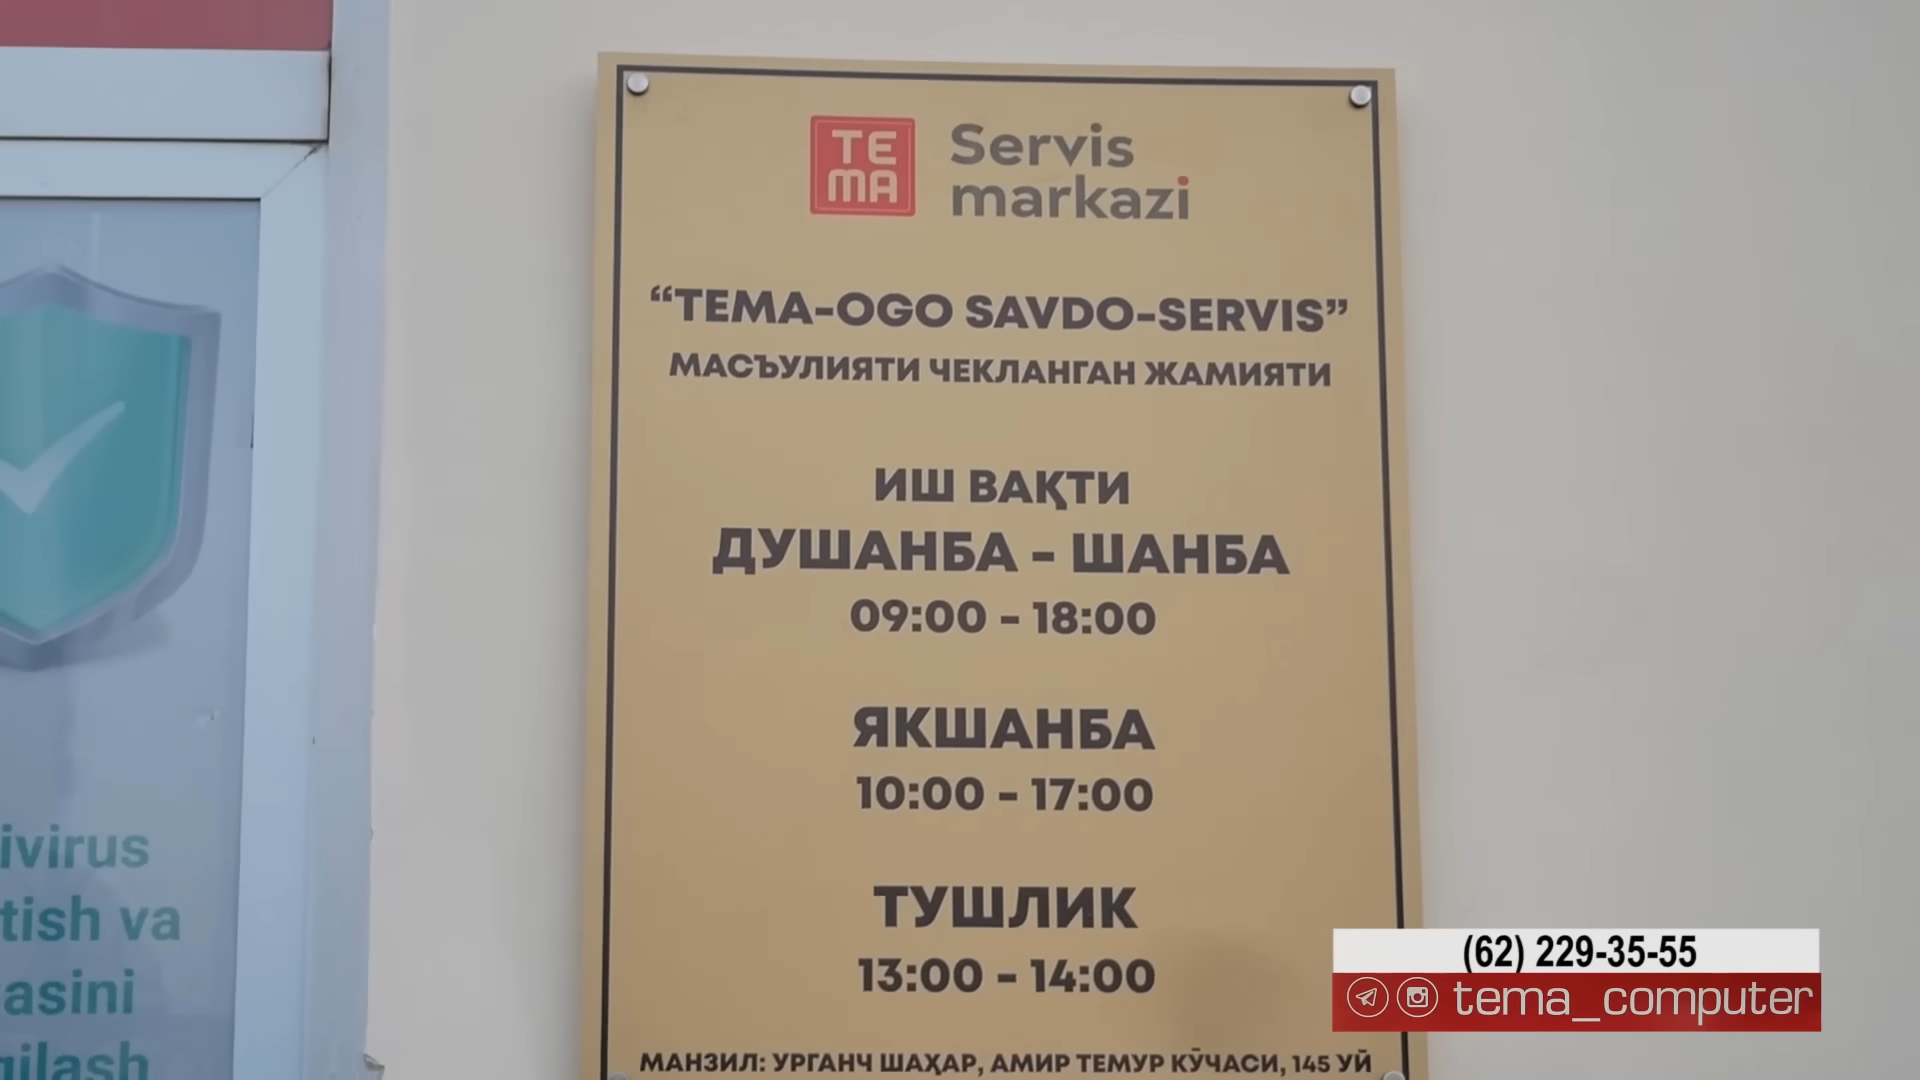 TE
MA
Servis
markazi
“TEMA-OGO SAVDO-SERVIS”
МАСЪУЛИЯТИ ЧЕКЛАНГАН ЖАМИЯТИ
ИШ ВАҚТИ
ДУШАНБА - ШАНБА
09:00 - 18:00
ЯКШАНБА
10:00 - 17:00
ТУШЛИК
13:00 - 14:00
МАНЗИЛ: УРГАНЧ ШАҲАР, АМИР ТЕМУР КЎЧАСИ, 145 УЙ
ivirus
tish va
asini
gilash
(62) 229-35-55
tema_computer